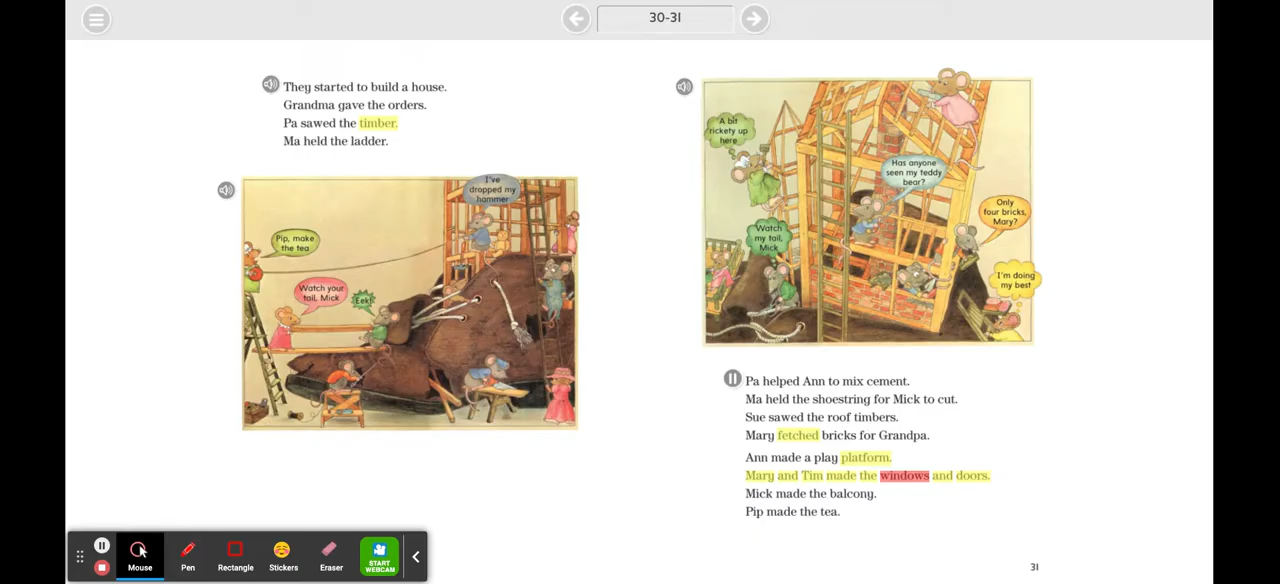 30-31
They started to build a house.
Grandma gave the orders.
Pa sawed the timber.
Ma held the ladder.
I've
dropped my
hammer
Pip, make
the tea
Watch your
tail, Mick
Eek!
A bit
rickety up
here
Has anyone
seen my teddy
bear?
Only
four bricks,
Mary?
Watch
my tail,
Mick
I'm doing
my best
Pa helped Ann to mix cement.
Ma held the shoestring for Mick to cut.
Sue sawed the roof timbers.
Mary fetched bricks for Grandpa.
Ann made a play platform.
Mary and Tim made the windows and doors.
Mick made the balcony.
Pip made the tea.
31
Mouse
Pen
Rectangle
Stickers
Eraser
START
WEBCAM